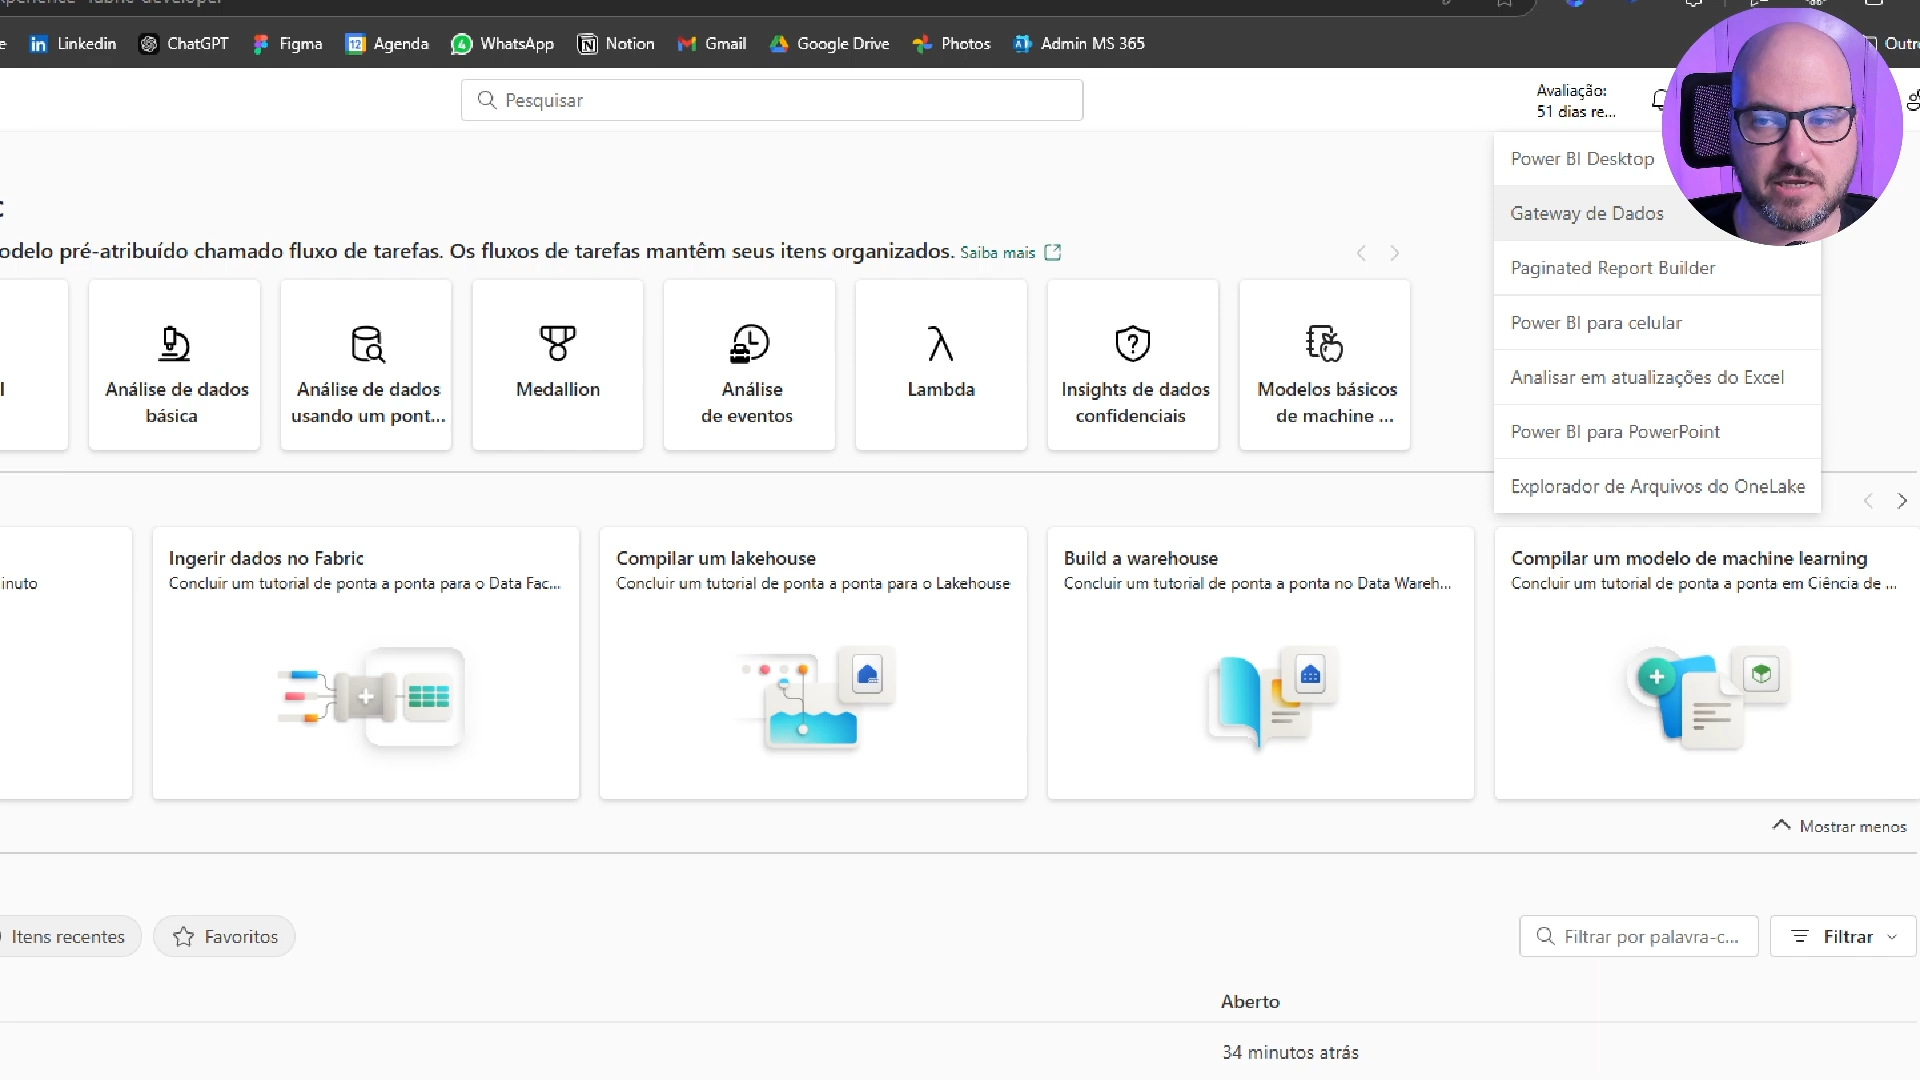 Linkedin
ChatGPT
Figma
Agenda
WhatsApp
Notion
Gmail
Google Drive
Photos
Admin MS 365
Outro
Pesquisar
Avaliação:
51 dias re...
Power BI Desktop
Gateway de Dados
Paginated Report Builder
Power BI para celular
Analisar em atualizações do Excel
Power BI para PowerPoint
Explorador de Arquivos do OneLake
odelo pré-atribuído chamado fluxo de tarefas. Os fluxos de tarefas mantêm seus itens organizados. Saiba mais
Análise de dados
básica
Análise de dados
usando um pont...
Medallion
Análise
de eventos
Lambda
Insights de dados
confidenciais
Modelos básicos
de machine ...
inuto
Ingerir dados no Fabric
Concluir um tutorial de ponta a ponta para o Data Fac...
Compilar um lakehouse
Concluir um tutorial de ponta a ponta para o Lakehouse
Build a warehouse
Concluir um tutorial de ponta a ponta no Data Wareh...
Compilar um modelo de machine learning
Concluir um tutorial de ponta a ponta em Ciência de ...
Mostrar menos
Itens recentes
Favoritos
Filtrar por palavra-c...
Filtrar
Aberto
34 minutos atrás